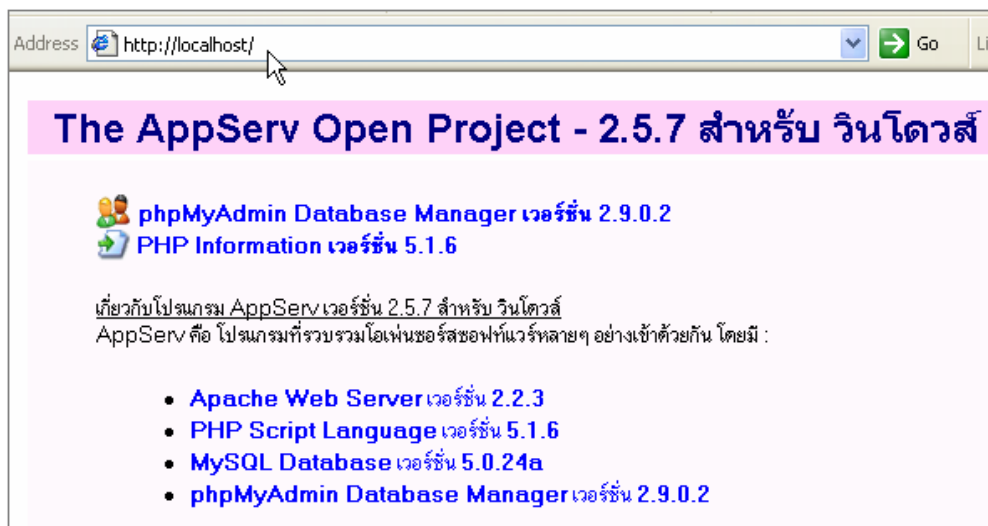 Address http://localhost/ Go Li
The AppServ Open Project - 2.5.7 สำหรับ วินโดวส์
phpMyAdmin Database Manager เวอร์ชั่น 2.9.0.2
PHP Information เวอร์ชั่น 5.1.6
เกี่ยวกับโปรแกรม AppServ เวอร์ชั่น 2.5.7 สำหรับ วินโดวส์
AppServ คือ โปรแกรมที่รวบรวมโอเพ่นซอร์สซอฟท์แวร์หลายๆ อย่างเข้าด้วยกัน โดยมี :
• Apache Web Server เวอร์ชั่น 2.2.3
• PHP Script Language เวอร์ชั่น 5.1.6
• MySQL Database เวอร์ชั่น 5.0.24a
• phpMyAdmin Database Manager เวอร์ชั่น 2.9.0.2